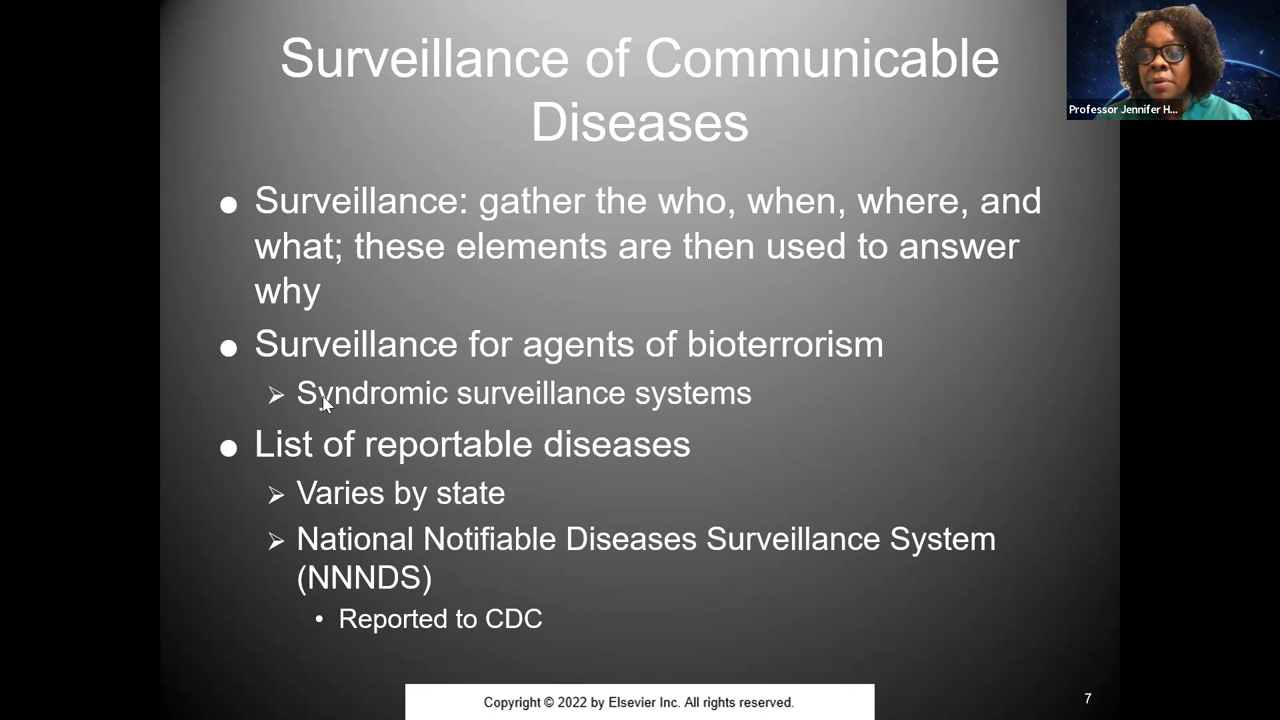 Surveillance of Communicable
Diseases
Professor Jennifer H...
● Surveillance: gather the who, when, where, and
what; these elements are then used to answer
why
● Surveillance for agents of bioterrorism
➢ Syndromic surveillance systems
● List of reportable diseases
➢ Varies by state
➢ National Notifiable Diseases Surveillance System
(NNNDS)
• Reported to CDC
Copyright © 2022 by Elsevier Inc. All rights reserved.
7